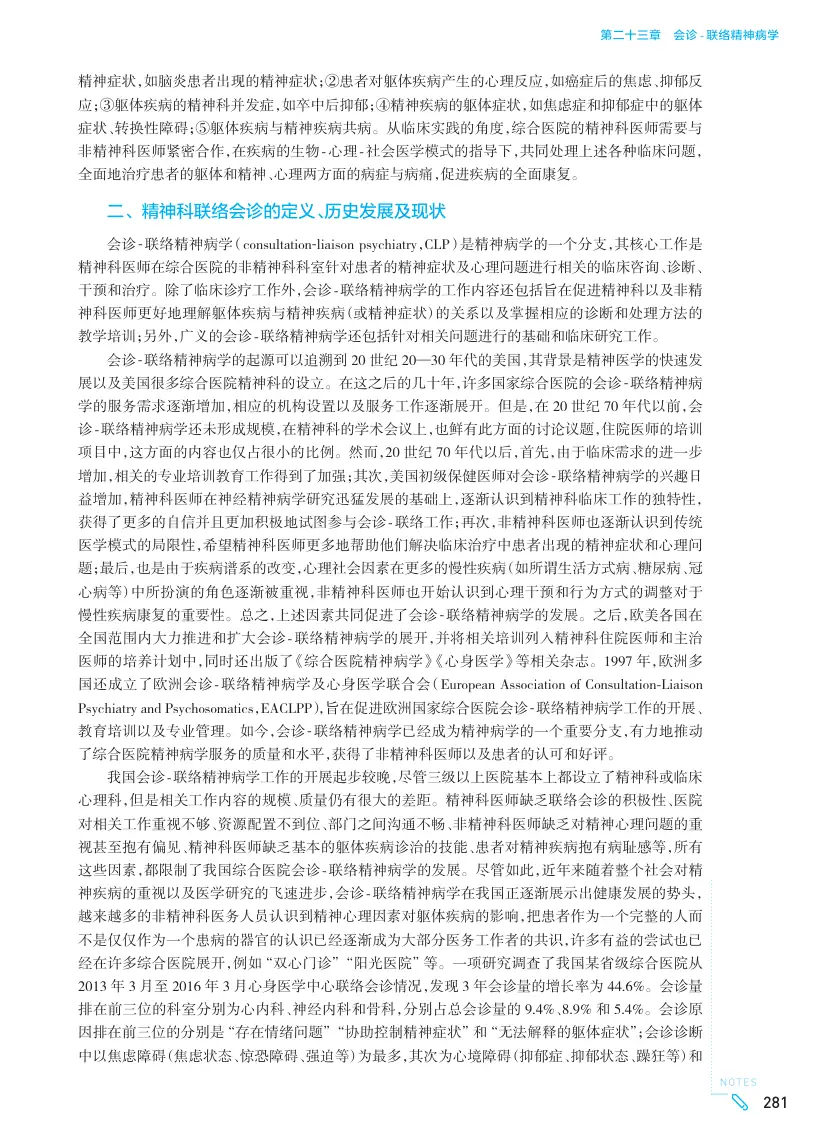 第二十三章　会诊-联络精神病学
精神症状,如脑炎患者出现的精神症状;②患者对躯体疾病产生的心理反应,如癌症后的焦虑、抑郁反
应;③躯体疾病的精神科并发症,如卒中后抑郁;④精神疾病的躯体症状,如焦虑症和抑郁症中的躯体
症状、转换性障碍;⑤躯体疾病与精神疾病共病。从临床实践的角度,综合医院的精神科医师需要与
非精神科医师紧密合作,在疾病的生物-心理-社会医学模式的指导下,共同处理上述各种临床问题,
全面地治疗患者的躯体和精神、心理两方面的病症与病痛,促进疾病的全面康复。
二、精神科联络会诊的定义、历史发展及现状
会诊-联络精神病学(consultation-liaison psychiatry,CLP)是精神病学的一个分支,其核心工作是
精神科医师在综合医院的非精神科科室针对患者的精神症状及心理问题进行相关的临床咨询、诊断、
干预和治疗。除了临床诊疗工作外,会诊-联络精神病学的工作内容还包括旨在促进精神科以及非精
神科医师更好地理解躯体疾病与精神疾病(或精神症状)的关系以及掌握相应的诊断和处理方法的
教学培训;另外,广义的会诊-联络精神病学还包括针对相关问题进行的基础和临床研究工作。
会诊-联络精神病学的起源可以追溯到 20 世纪 20—30 年代的美国,其背景是精神医学的快速发
展以及美国很多综合医院精神科的设立。在这之后的几十年,许多国家综合医院的会诊-联络精神病
学的服务需求逐渐增加,相应的机构设置以及服务工作逐渐展开。但是,在 20 世纪 70 年代以前,会
诊-联络精神病学还未形成规模,在精神科的学术会议上,也鲜有此方面的讨论议题,住院医师的培训
项目中,这方面的内容也仅占很小的比例。然而,20 世纪 70 年代以后,首先,由于临床需求的进一步
增加,相关的专业培训教育工作得到了加强;其次,美国初级保健医师对会诊-联络精神病学的兴趣日
益增加,精神科医师在神经精神病学研究迅猛发展的基础上,逐渐认识到精神科临床工作的独特性,
获得了更多的自信并且更加积极地试图参与会诊-联络工作;再次,非精神科医师也逐渐认识到传统
医学模式的局限性,希望精神科医师更多地帮助他们解决临床治疗中患者出现的精神症状和心理问
题;最后,也是由于疾病谱系的改变,心理社会因素在更多的慢性疾病(如所谓生活方式病、糖尿病、冠
心病等)中所扮演的角色逐渐被重视,非精神科医师也开始认识到心理干预和行为方式的调整对于
慢性疾病康复的重要性。总之,上述因素共同促进了会诊-联络精神病学的发展。之后,欧美各国在
全国范围内大力推进和扩大会诊-联络精神病学的展开,并将相关培训列入精神科住院医师和主治
医师的培养计划中,同时还出版了《综合医院精神病学》《心身医学》等相关杂志。1997 年,欧洲多
国还成立了欧洲会诊-联络精神病学及心身医学联合会(European Association of Consultation-Liaison
Psychiatry and Psychosomatics,EACLPP),旨在促进欧洲国家综合医院会诊-联络精神病学工作的开展、
教育培训以及专业管理。如今,会诊-联络精神病学已经成为精神病学的一个重要分支,有力地推动
了综合医院精神病学服务的质量和水平,获得了非精神科医师以及患者的认可和好评。
我国会诊-联络精神病学工作的开展起步较晚,尽管三级以上医院基本上都设立了精神科或临床
心理科,但是相关工作内容的规模、质量仍有很大的差距。精神科医师缺乏联络会诊的积极性、医院
对相关工作重视不够、资源配置不到位、部门之间沟通不畅、非精神科医师缺乏对精神心理问题的重
视甚至抱有偏见、精神科医师缺乏基本的躯体疾病诊治的技能、患者对精神疾病抱有病耻感等,所有
这些因素,都限制了我国综合医院会诊-联络精神病学的发展。尽管如此,近年来随着整个社会对精
神疾病的重视以及医学研究的飞速进步,会诊-联络精神病学在我国正逐渐展示出健康发展的势头,
越来越多的非精神科医务人员认识到精神心理因素对躯体疾病的影响,把患者作为一个完整的人而
不是仅仅作为一个患病的器官的认识已经逐渐成为大部分医务工作者的共识,许多有益的尝试也已
经在许多综合医院展开,例如“双心门诊”“阳光医院”等。一项研究调查了我国某省级综合医院从
2013 年 3 月至 2016 年 3 月心身医学中心联络会诊情况,发现 3 年会诊量的增长率为 44.6%。会诊量
排在前三位的科室分别为心内科、神经内科和骨科,分别占总会诊量的 9.4%、8.9% 和 5.4%。会诊原
因排在前三位的分别是“存在情绪问题”“协助控制精神症状”和“无法解释的躯体症状”;会诊诊断
中以焦虑障碍(焦虑状态、惊恐障碍、强迫等)为最多,其次为心境障碍(抑郁症、抑郁状态、躁狂等)和
NOTES
281